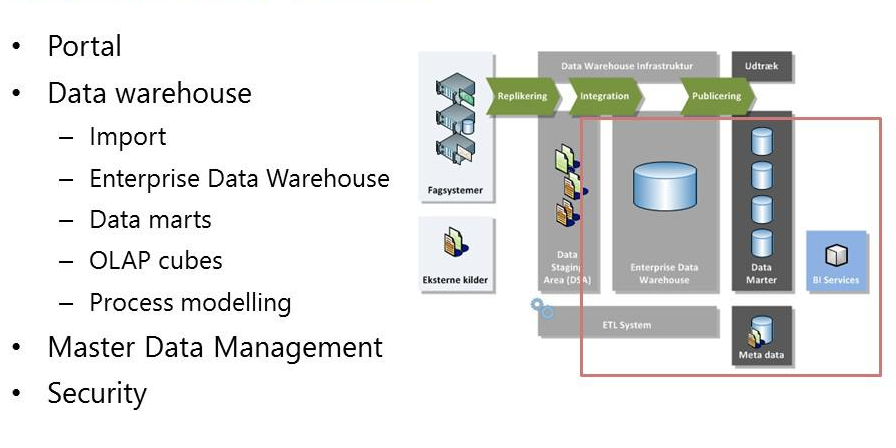 • Portal
• Data warehouse
– Import
– Enterprise Data Warehouse
– Data marts
– OLAP cubes
– Process modelling
• Master Data Management
• Security
Data Warehouse Infrastruktur
Udtræk
Replikering
Integration
Publicering
Fagsystemer
Eksterne kilder
Data
Staging
Area (DSA)
Enterprise Data
Warehouse
Data
Marter
BI Services
ETL System
Meta data